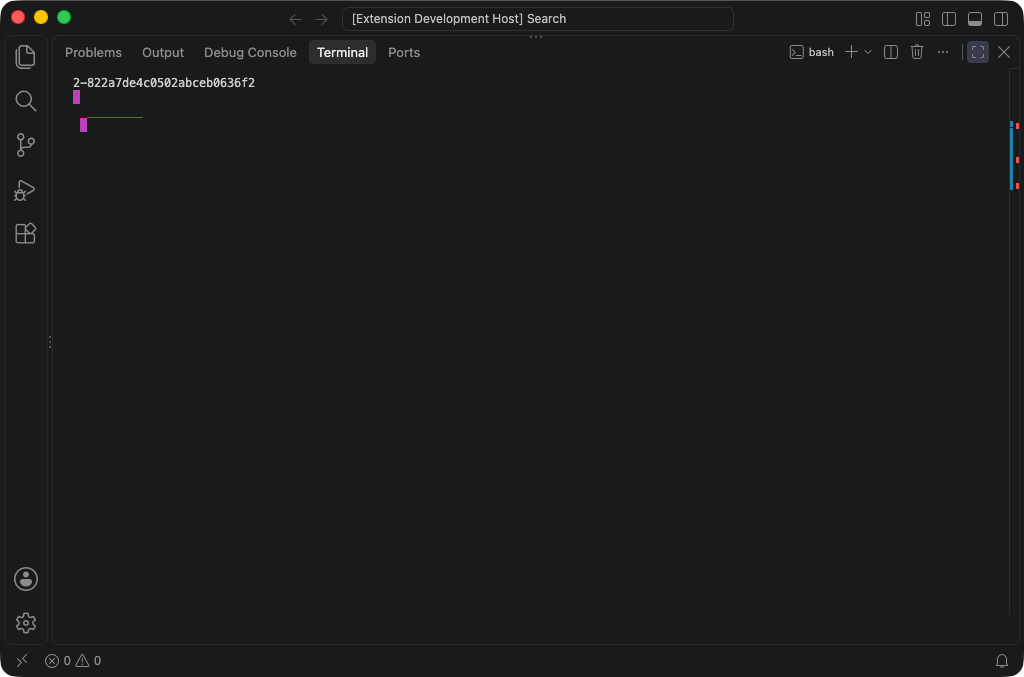 [Extension Development Host] Search
Problems
Output
Debug Console
Terminal
Ports
bash
2-822a7de4c0502abceb0636f2
0
0